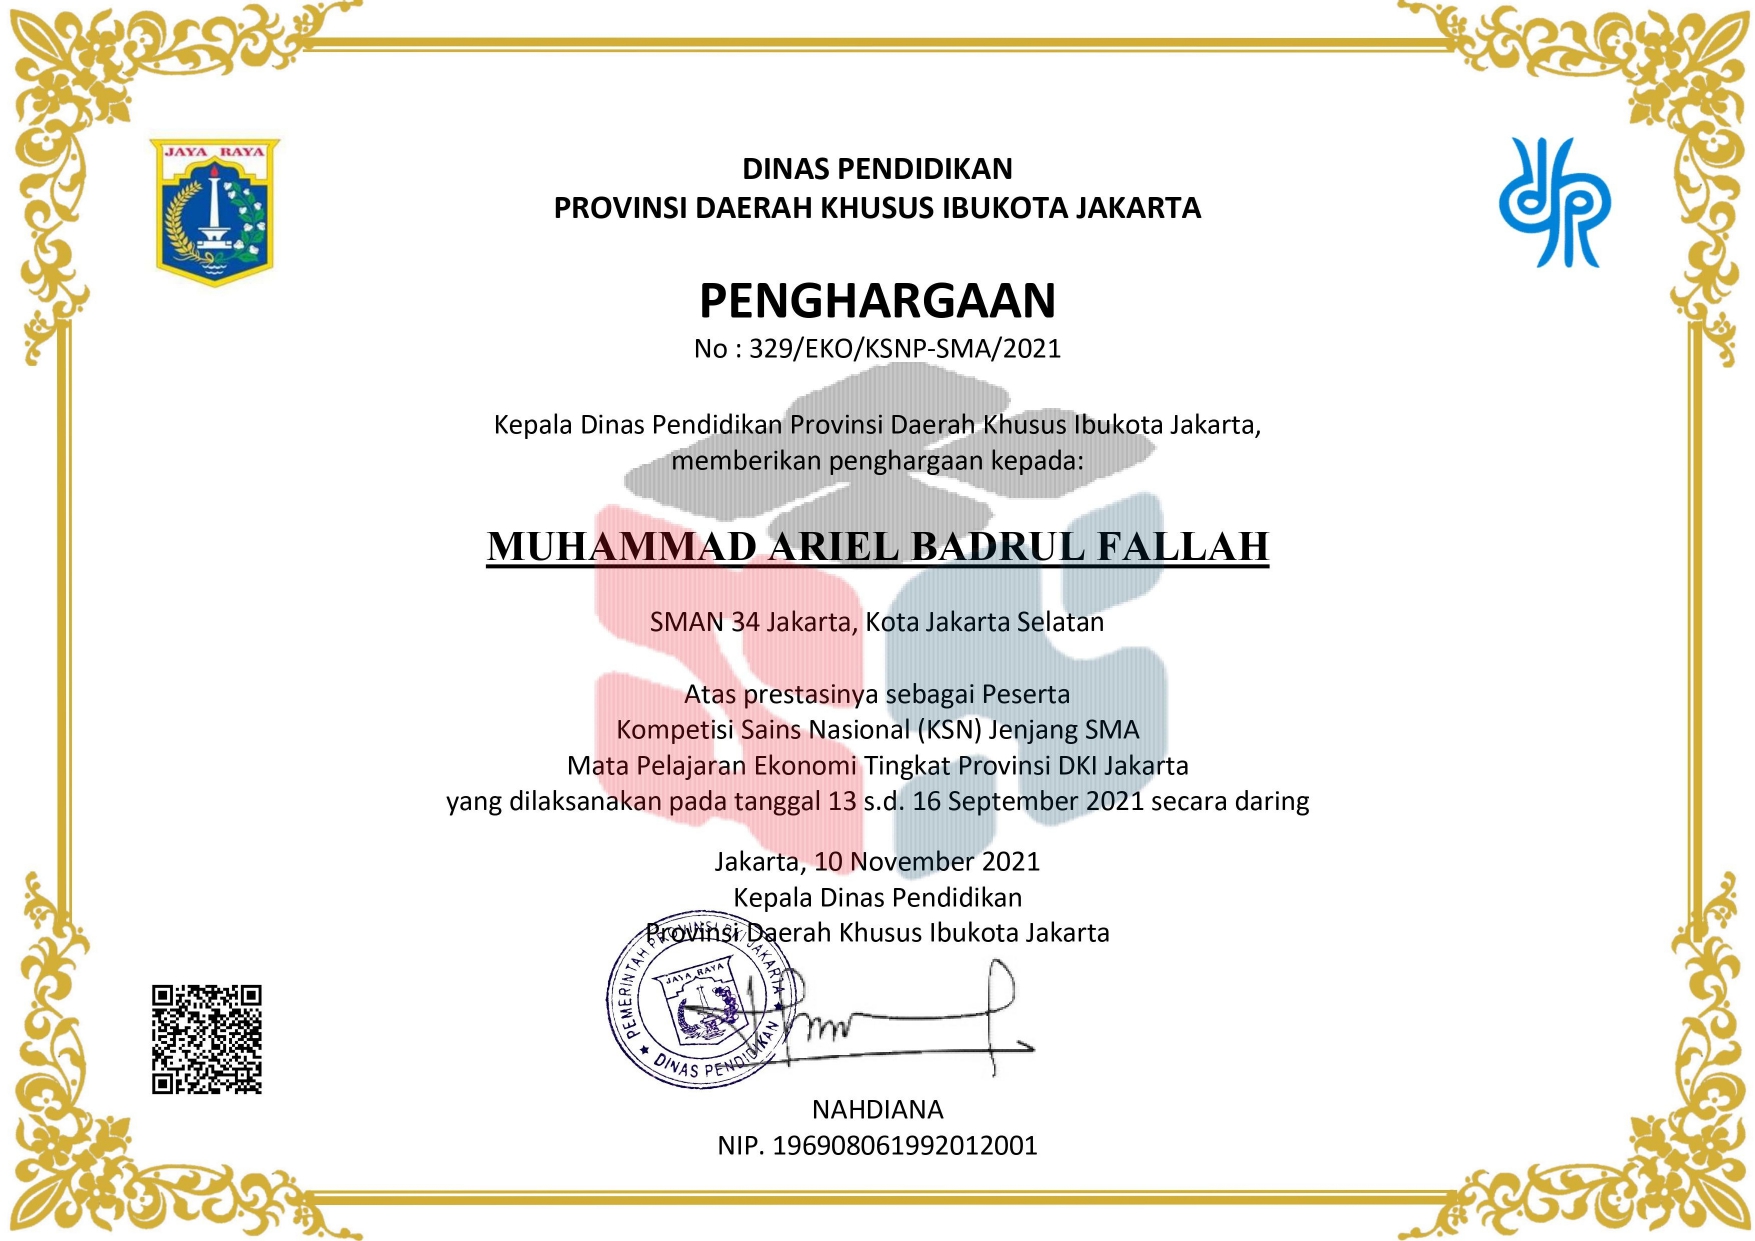 JAYA RAYA
DINAS PENDIDIKAN
PROVINSI DAERAH KHUSUS IBUKOTA JAKARTA
PENGHARGAAN
No : 329/EKO/KSNP-SMA/2021
Kepala Dinas Pendidikan Provinsi Daerah Khusus Ibukota Jakarta,
memberikan penghargaan kepada:
MUHAMMAD ARIEL BADRUL FALLAH
SMAN 34 Jakarta, Kota Jakarta Selatan
Atas prestasinya sebagai Peserta
Kompetisi Sains Nasional (KSN) Jenjang SMA
Mata Pelajaran Ekonomi Tingkat Provinsi DKI Jakarta
yang dilaksanakan pada tanggal 13 s.d. 16 September 2021 secara daring
Jakarta, 10 November 2021
Kepala Dinas Pendidikan
Provinsi Daerah Khusus Ibukota Jakarta
PEMERINTAH PROVINSI DKI JAKARTA
JAYA RAYA
DINAS PENDIDIKAN
NAHDIANA
NIP. 196908061992012001